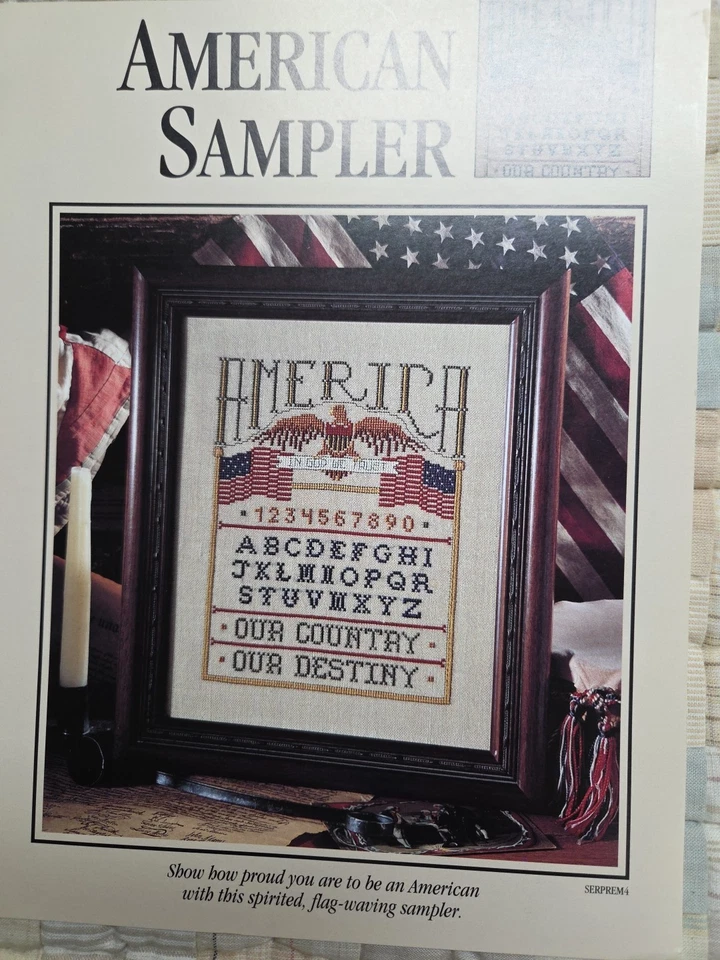 AMERICAN
SAMPLER
OUR COUNTRY
AMERICA
IN GOD WE TRUST
1234567890
ABCDEFGHI
JKLMNOPQR
STUVWXYZ
OUR COUNTRY
OUR DESTINY
Show how proud you are to be an American
with this spirited, flag-waving sampler.
SERPREM4